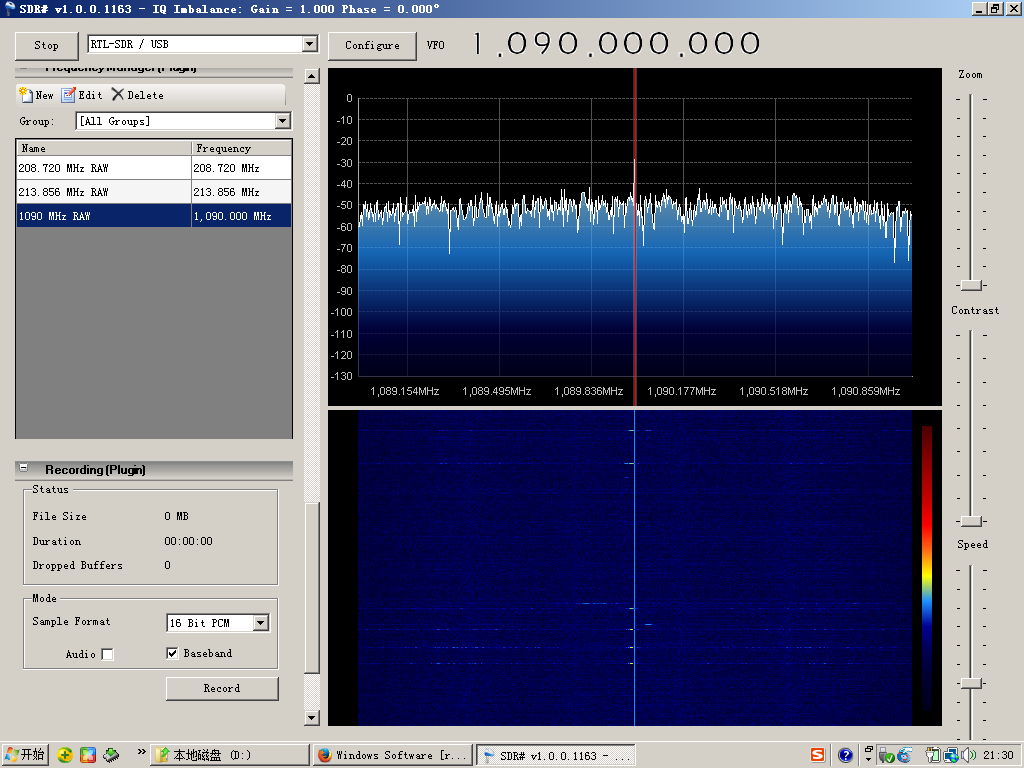 SDR# v1.0.0.1163 - IQ Imbalance: Gain = 1.000 Phase = 0.000°
Stop
RTL-SDR / USB
Configure
VFO
1.090.000.000
Frequency Manager (Plugin)
New Edit Delete
Group: [All Groups]
Name Frequency
208.720 MHz RAW 208.720 MHz
213.856 MHz RAW 213.856 MHz
1090 MHz RAW 1,090.000 MHz
Recording (Plugin)
Status
File Size 0 MB
Duration 00:00:00
Dropped Buffers 0
Mode
Sample Format 16 Bit PCM
Audio Baseband
Record
0
-10
-20
-30
-40
-50
-60
-70
-80
-90
-100
-110
-120
-130
1,089.154MHz 1,089.495MHz 1,089.836MHz 1,090.177MHz 1,090.518MHz 1,090.859MHz
Zoom
Contrast
Speed
开始
本地磁盘 (D:)
Windows Software [r...
SDR# v1.0.0.1163 - ...
21:30